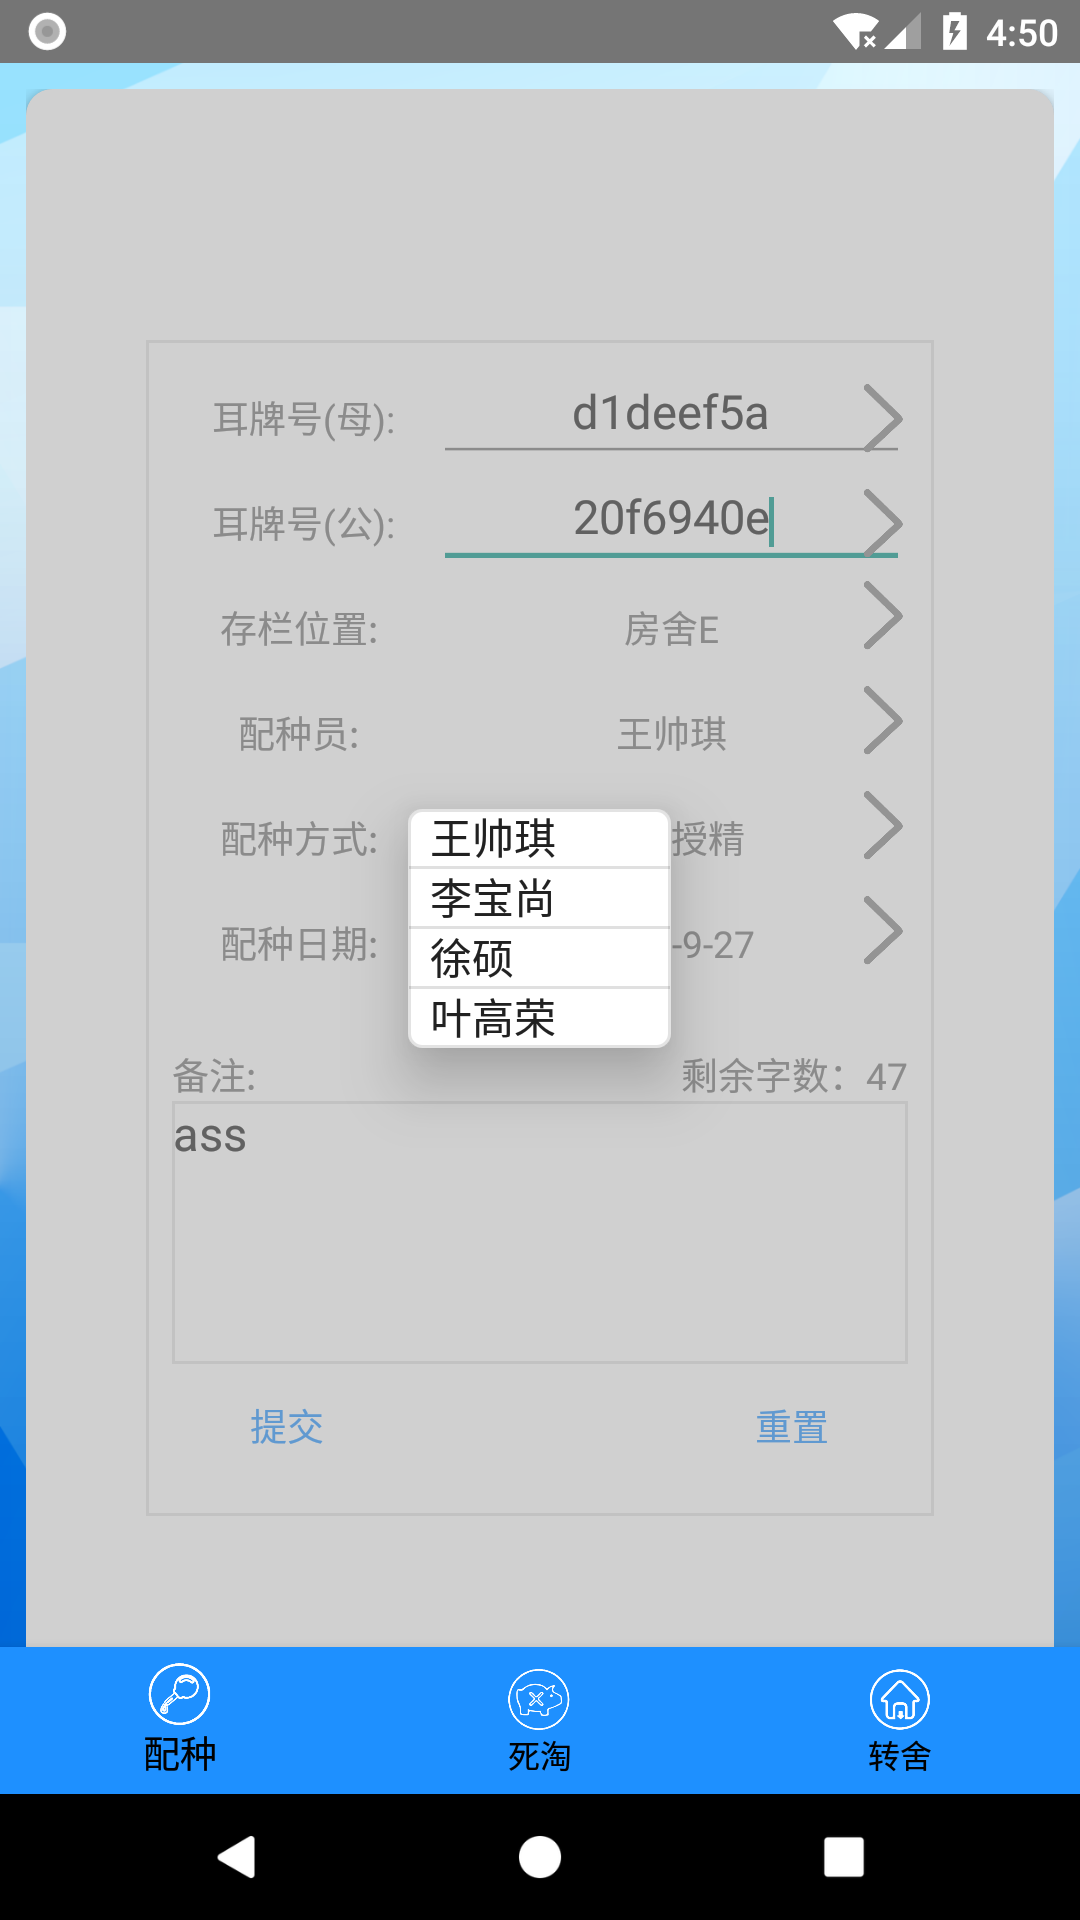 4:50
耳牌号(母): d1deef5a
耳牌号(公): 20f6940e
存栏位置: 房舍E
配种员: 王帅琪
配种方式: 授精
王帅琪
李宝尚
徐硕
叶高荣
配种日期: -9-27
备注: 剩余字数：47
ass
提交 重置
配种 死淘 转舍